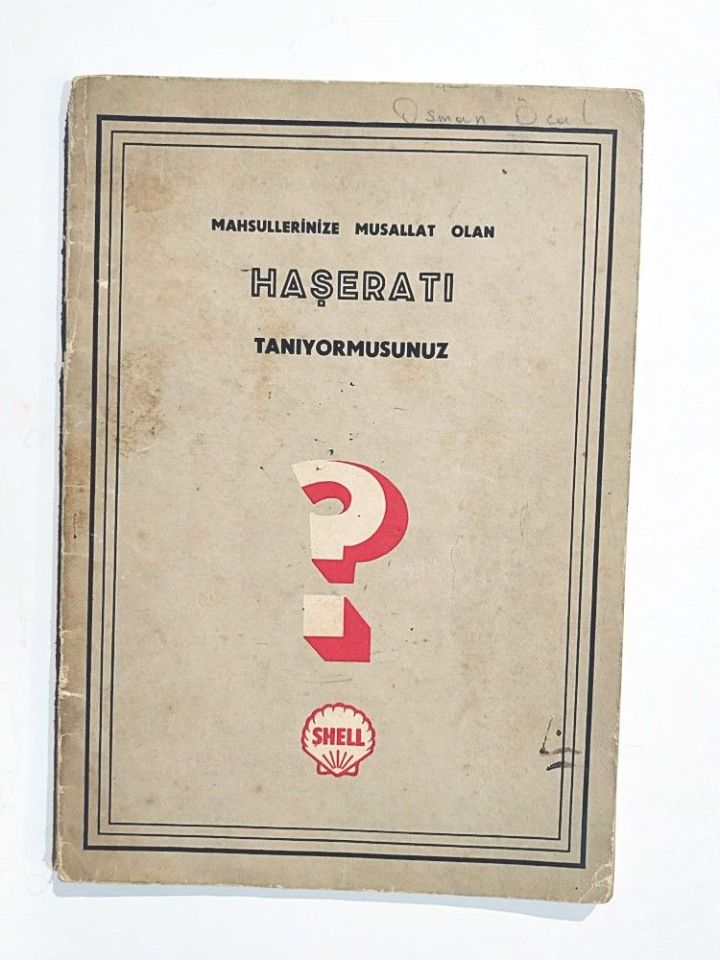 Osman Öcal
MAHSULLERİNİZE MUSALLAT OLAN
HAŞERATI
TANIYORMUSUNUZ
?
SHELL